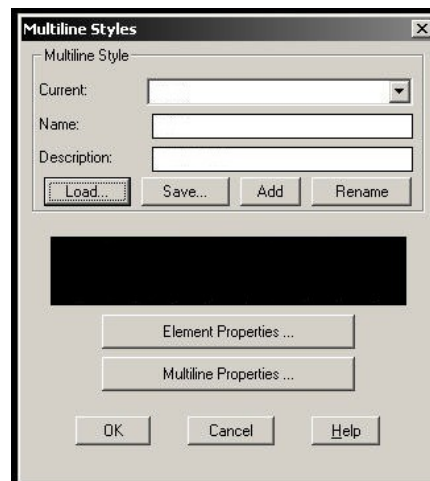 Multiline Styles
Multiline Style
Current:
Name:
Description:
Load... Save... Add Rename
Element Properties ...
Multiline Properties ...
OK Cancel Help